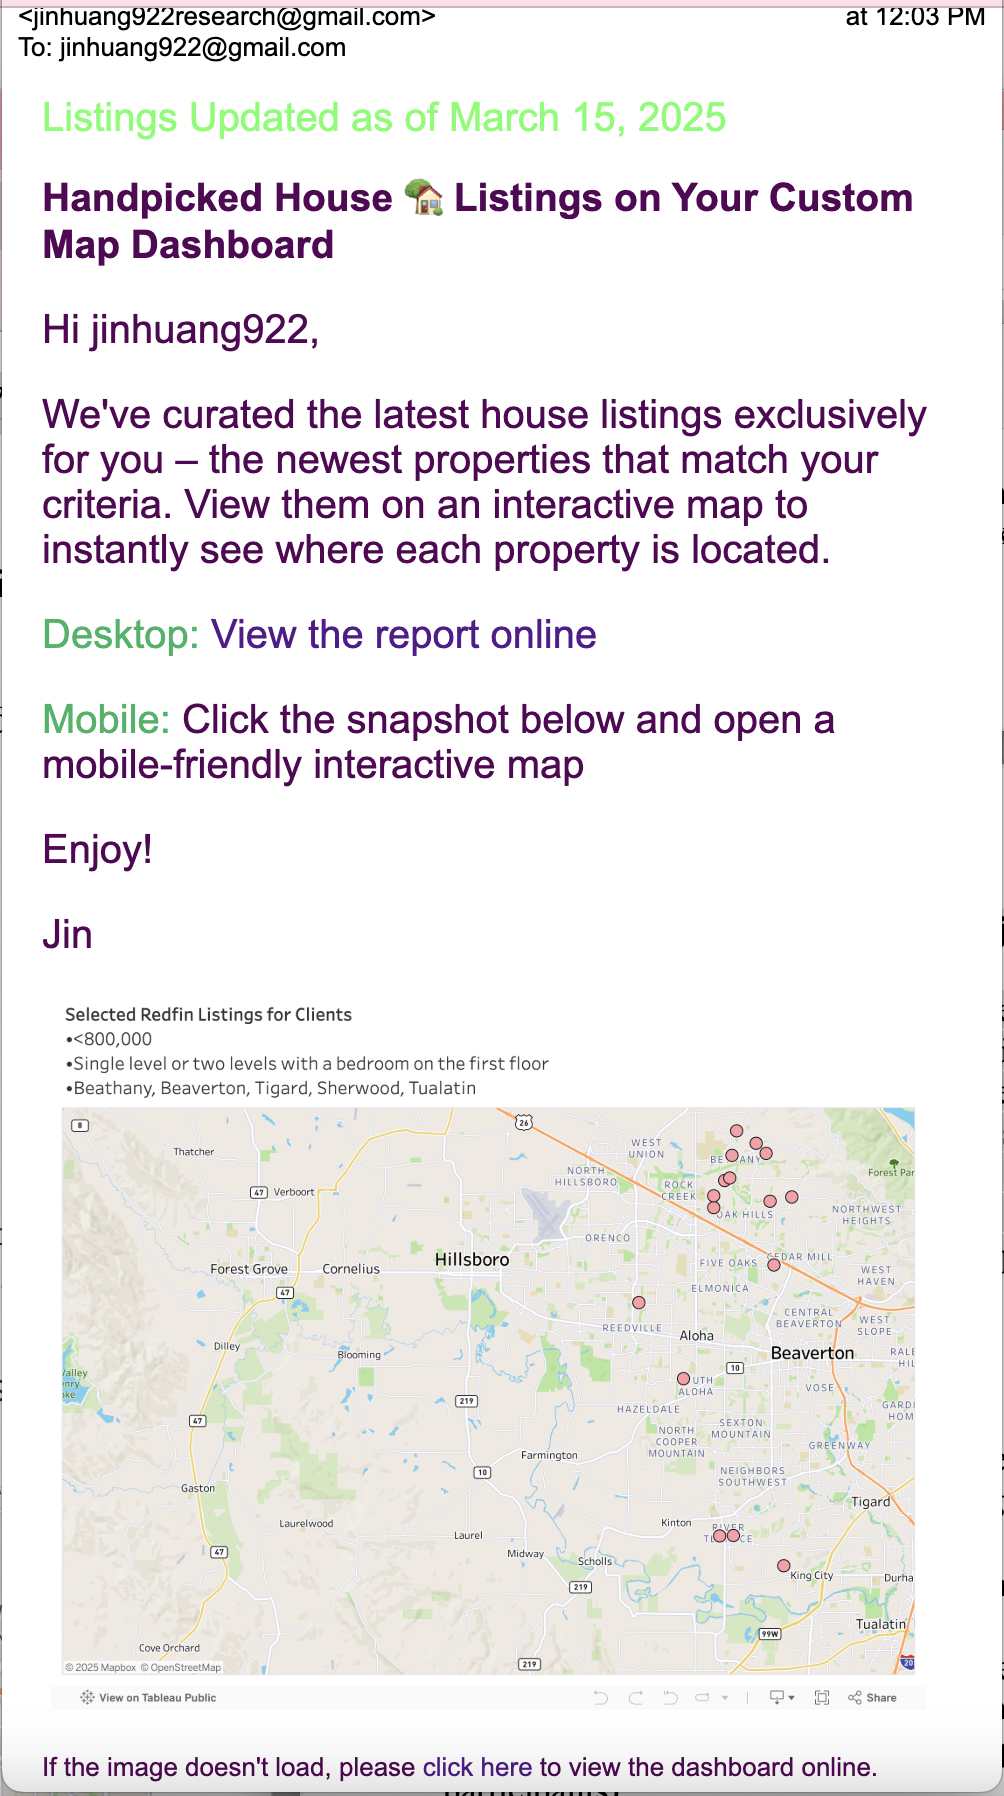 <jinhuang922research@gmail.com> at 12:03 PM
To: jinhuang922@gmail.com
Listings Updated as of March 15, 2025
Handpicked House 🏡 Listings on Your Custom
Map Dashboard
Hi jinhuang922,
We've curated the latest house listings exclusively
for you – the newest properties that match your
criteria. View them on an interactive map to
instantly see where each property is located.
Desktop: View the report online
Mobile: Click the snapshot below and open a
mobile-friendly interactive map
Enjoy!
Jin
Selected Redfin Listings for Clients
•<800,000
•Single level or two levels with a bedroom on the first floor
•Beathany, Beaverton, Tigard, Sherwood, Tualatin
8
26
Thatcher
WEST
UNION
NORTH
HILLSBORO
Forest Par
47 Verboort
ROCK
CREEK
OAK HILLS
NORTHWEST
HEIGHTS
ORENCO
Hillsboro
Forest Grove
Cornelius
FIVE OAKS
CEDAR MILL
WEST
HAVEN
ELMONICA
47
CENTRAL
BEAVERTON
WEST
SLOPE
REEDVILLE
Aloha
Dilley
Blooming
Beaverton
RALE
HIL
10
ALOHA
VOSE
219
HAZELDALE
GARD
HOM
47
SEXTON
MOUNTAIN
NORTH
COOPER
MOUNTAIN
GREENWAY
Farmington
10
NEIGHBORS
SOUTHWEST
Gaston
Tigard
Laurelwood
Kinton
RIVER
Laurel
47
Midway
Scholls
King City
Durha
219
Tualatin
99W
Cove Orchard
219
20
© 2025 Mapbox © OpenStreetMap
View on Tableau Public
Share
If the image doesn't load, please click here to view the dashboard online.